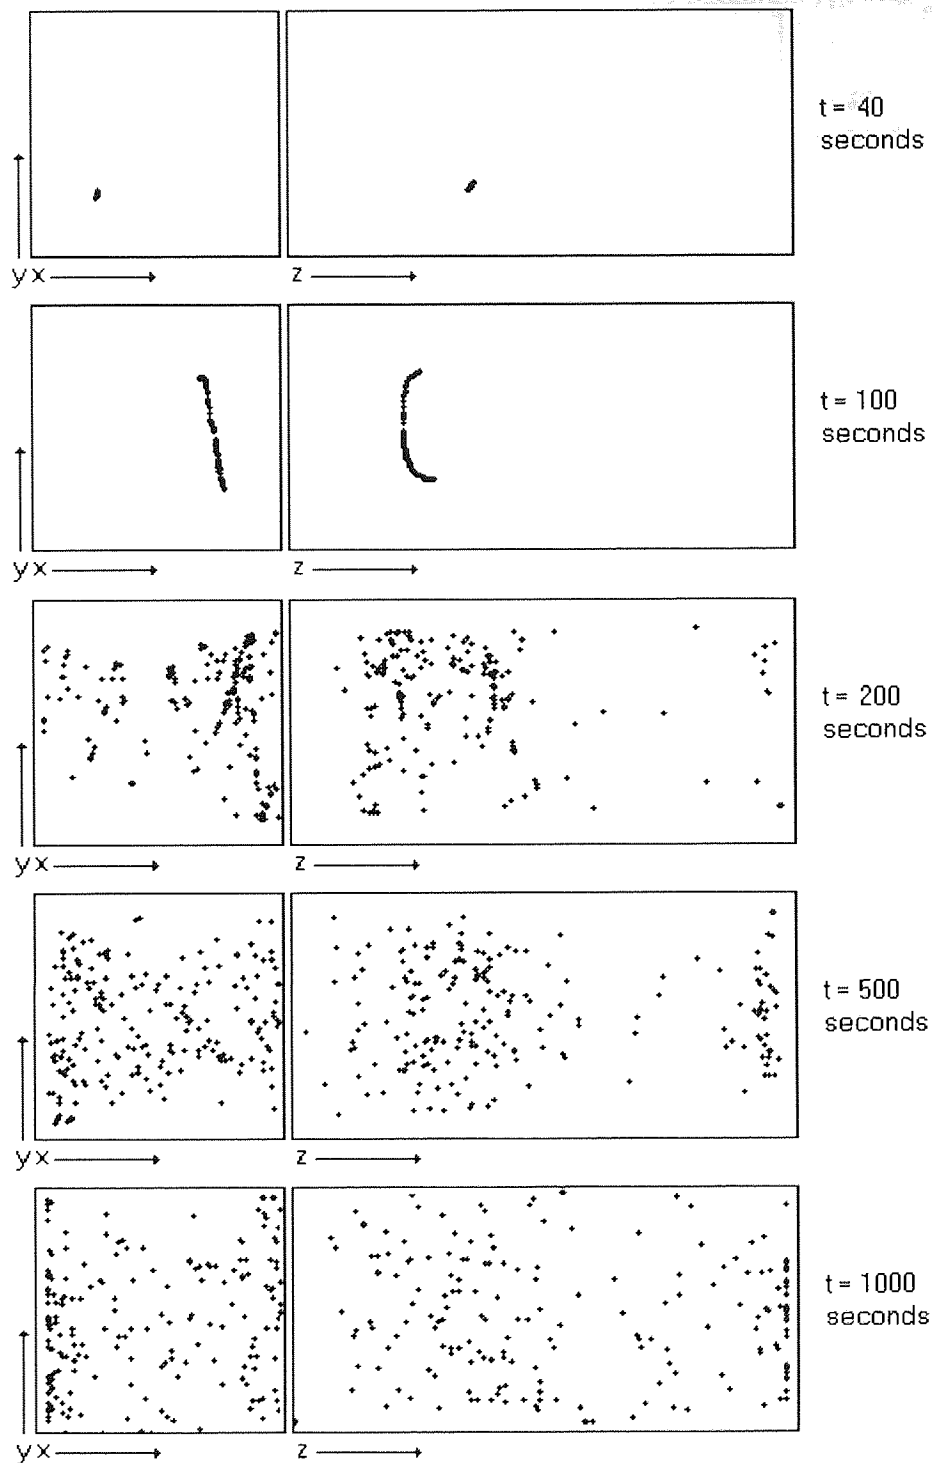 t = 40
seconds
y x z
t = 100
seconds
y x z
t = 200
seconds
y x z
t = 500
seconds
y x z
t = 1000
seconds
y x z